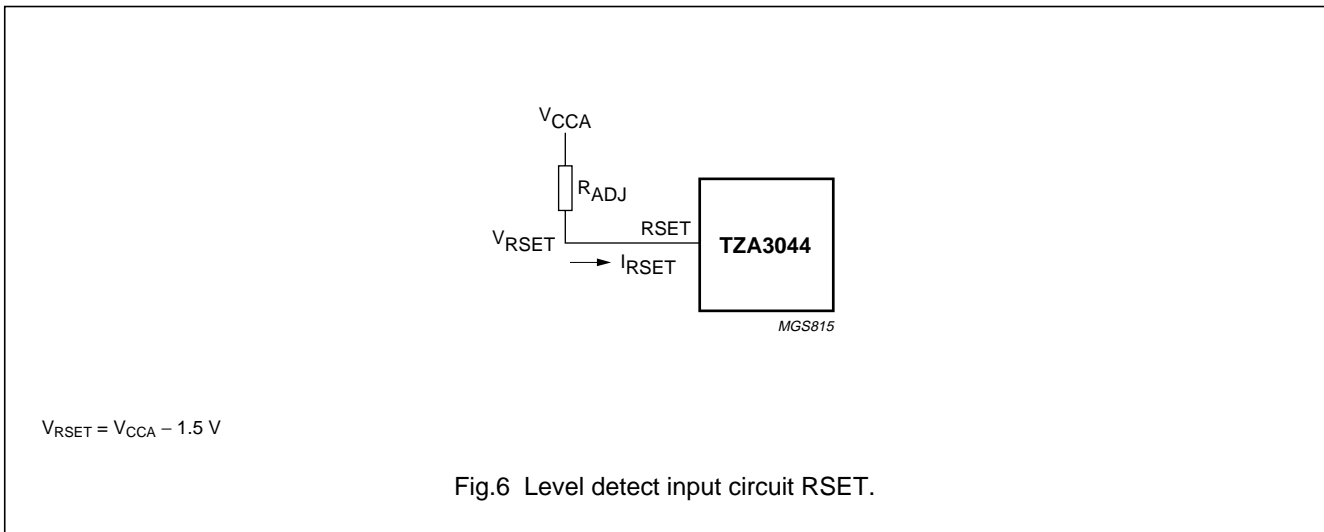 VCCA
RADJ
VRSET
RSET
IRSET
TZA3044
MGS815
VRSET = VCCA − 1.5 V
Fig.6 Level detect input circuit RSET.